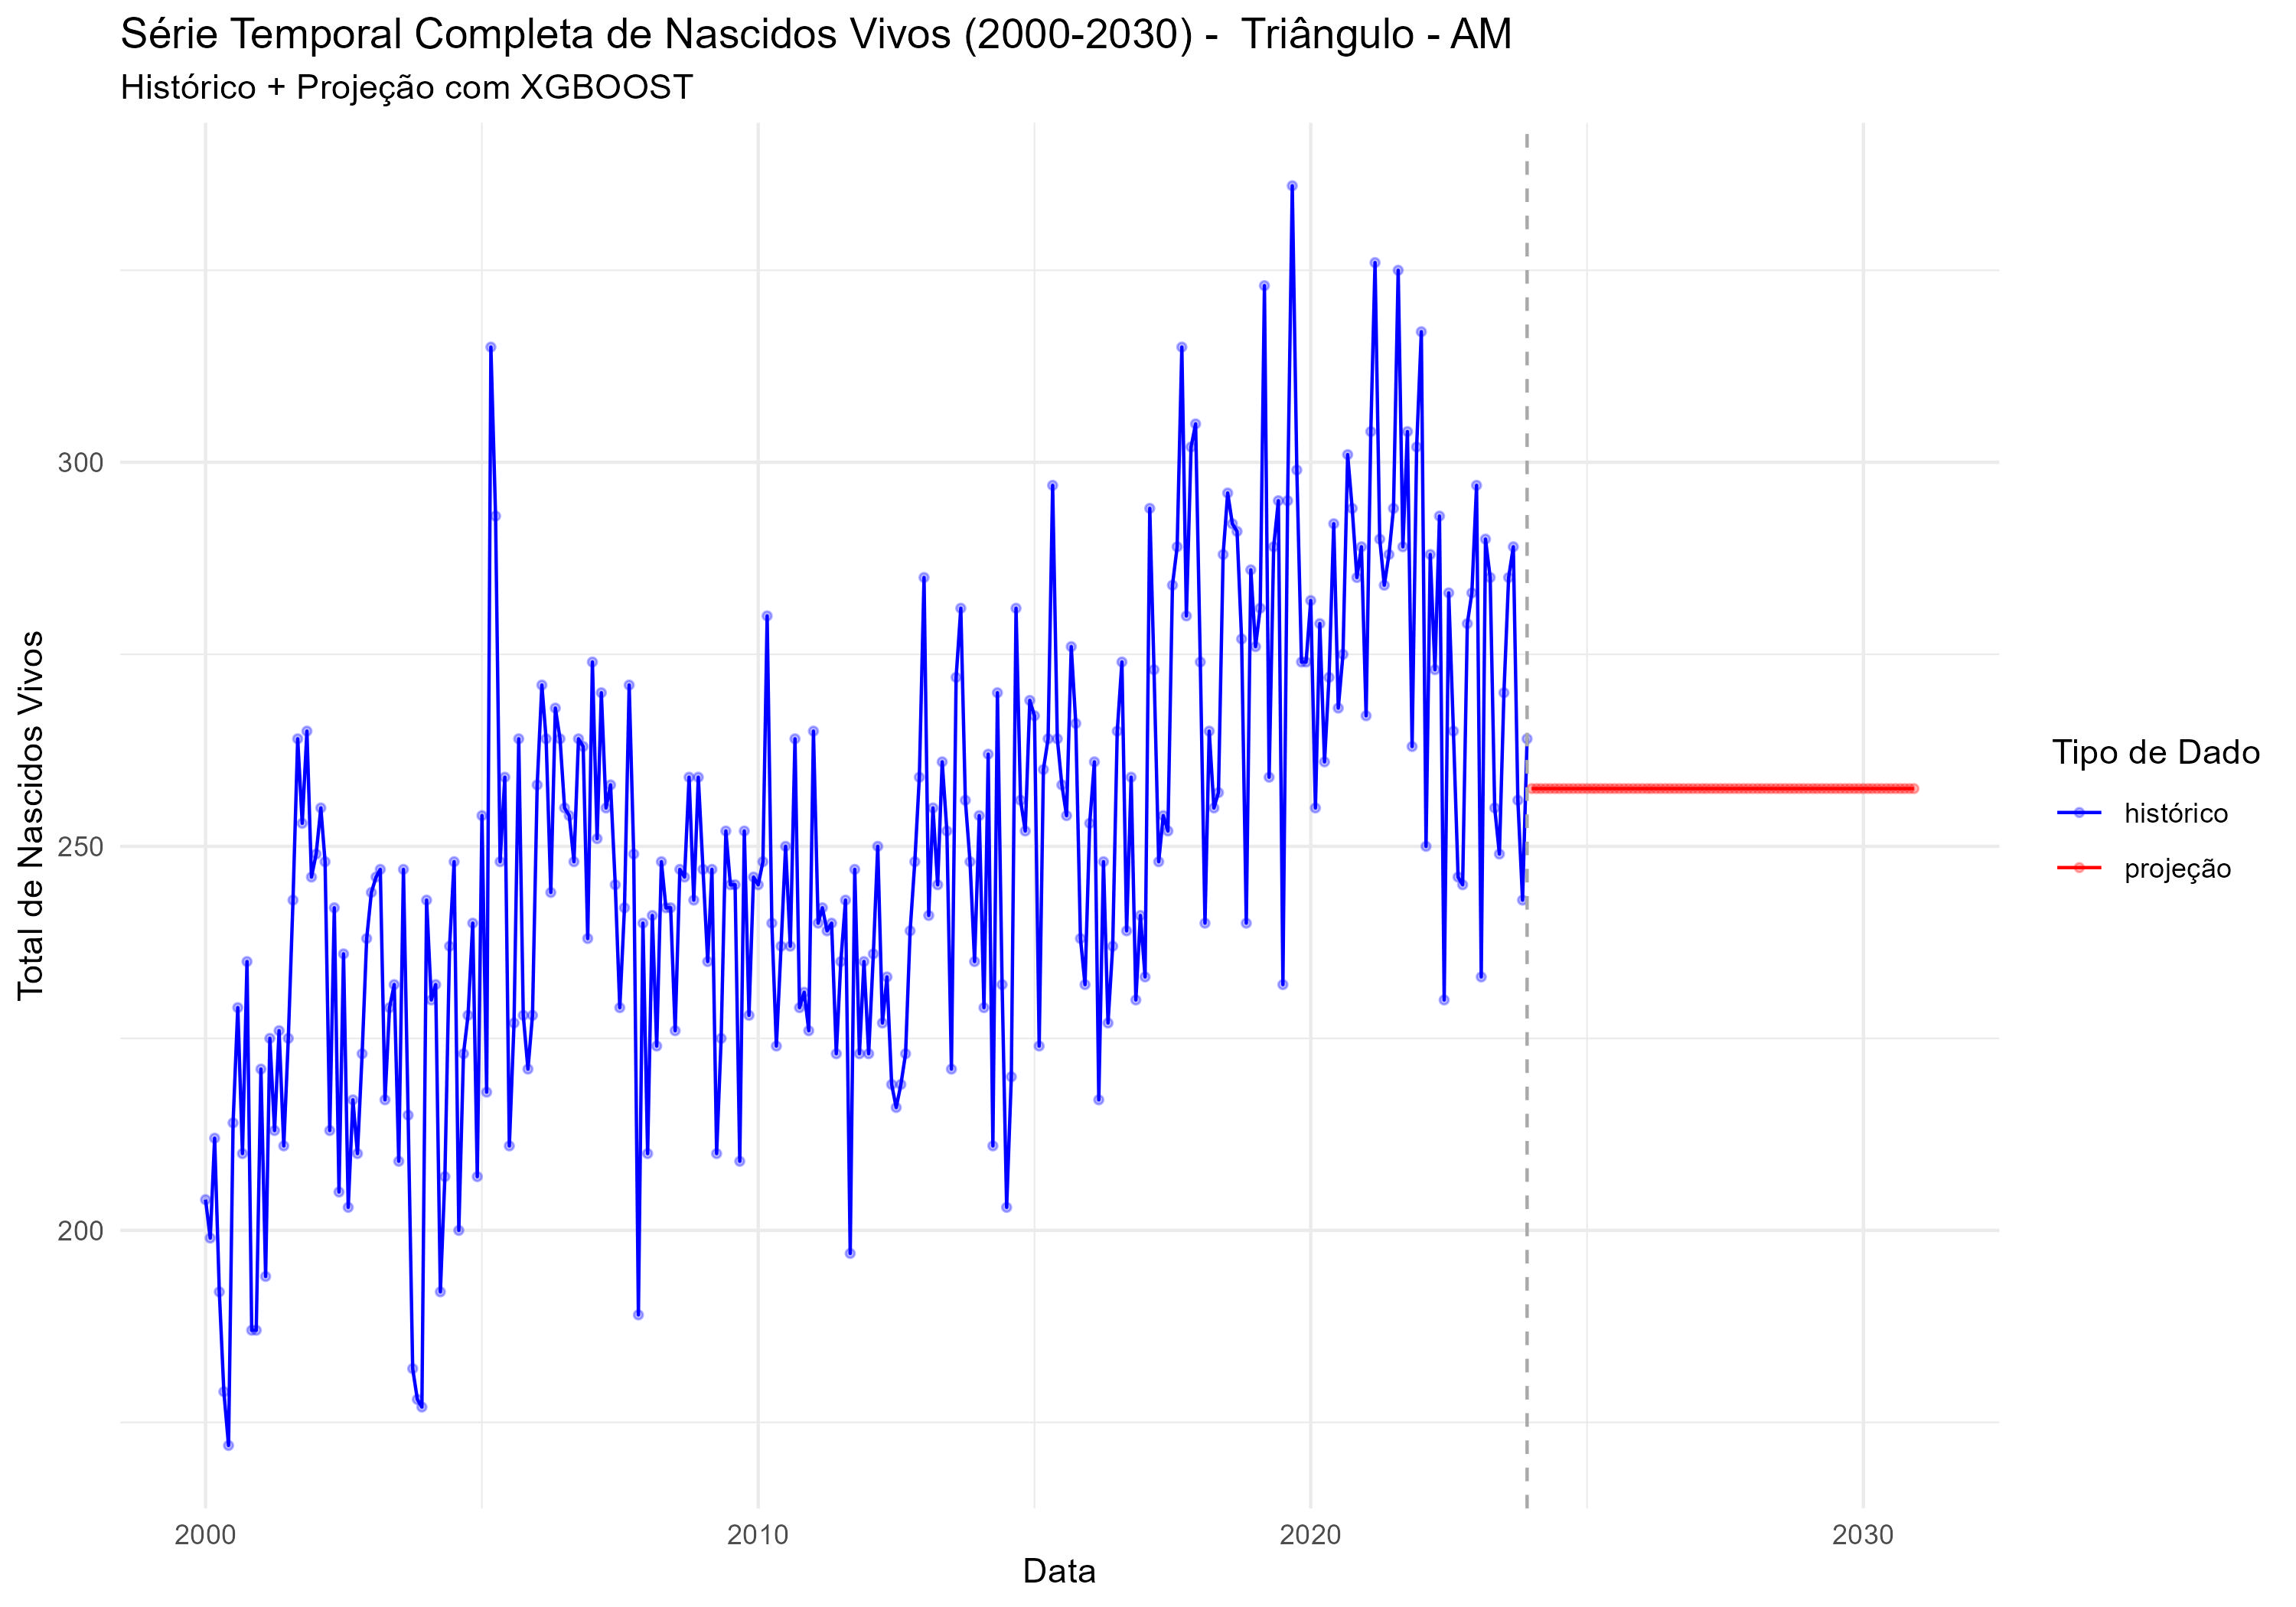 Série Temporal Completa de Nascidos Vivos (2000-2030) -  Triângulo - AM
Histórico + Projeção com XGBOOST
Total de Nascidos Vivos
300
250
200
2000
2010
2020
2030
Data
Tipo de Dado
histórico
projeção